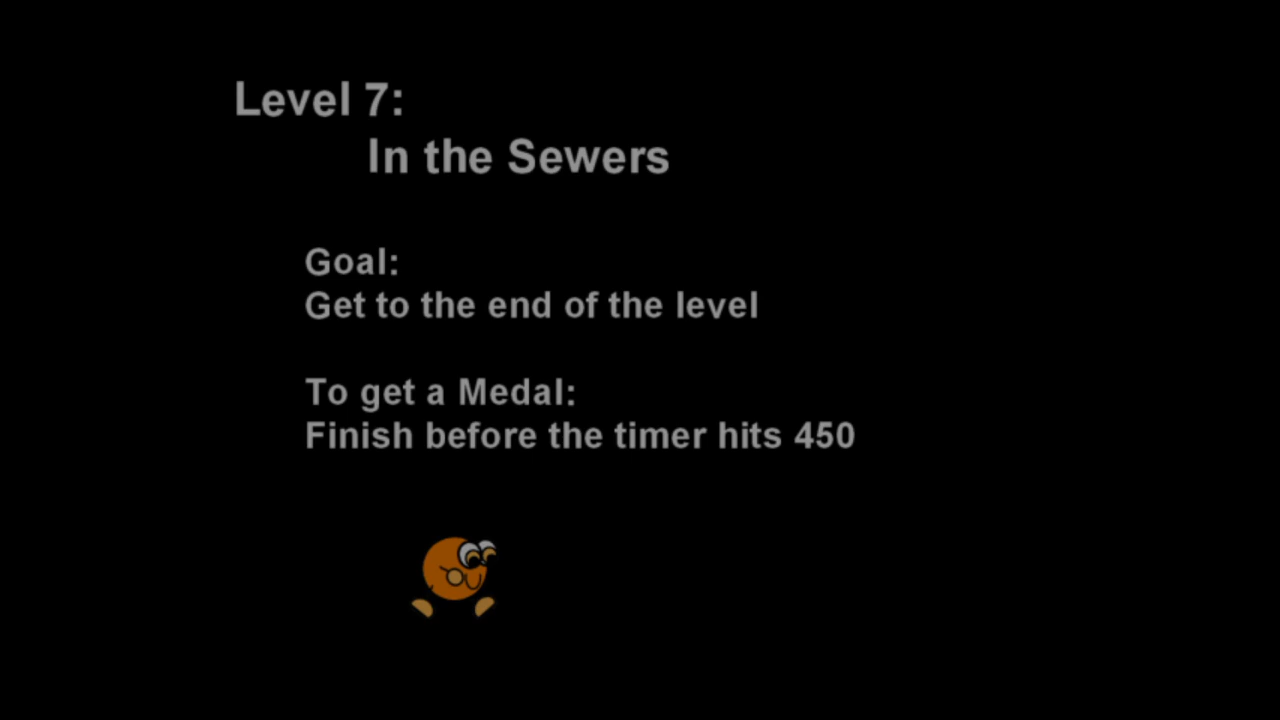 Level 7:
In the Sewers
Goal:
Get to the end of the level
To get a Medal:
Finish before the timer hits 450